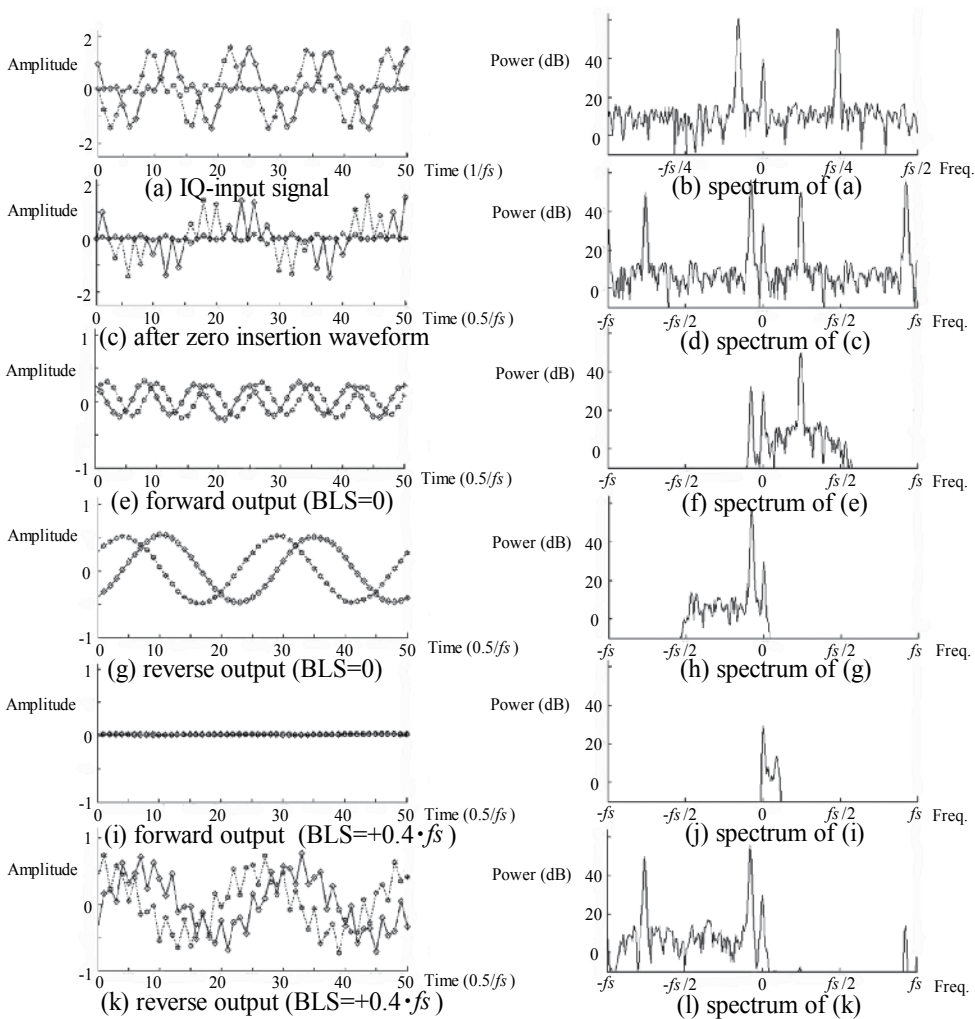 2
Amplitude
0
-2
0 10 20 30 40 50 Time (1/fs)
(a) IQ-input signal
Power (dB)
40
20
0
-fs/4 0 fs/4 fs/2 Freq.
(b) spectrum of (a)
2
Amplitude
0
-2
0 10 20 30 40 50 Time (0.5/fs)
(c) after zero insertion waveform
Power (dB)
40
20
0
-fs -fs/2 0 fs/2 fs Freq.
(d) spectrum of (c)
1
Amplitude
0
-1
0 10 20 30 40 50 Time (0.5/fs)
(e) forward output (BLS=0)
Power (dB)
40
20
0
-fs -fs/2 0 fs/2 fs Freq.
(f) spectrum of (e)
1
Amplitude
0
-1
0 10 20 30 40 50 Time (0.5/fs)
(g) reverse output (BLS=0)
Power (dB)
40
20
0
-fs -fs/2 0 fs/2 fs Freq.
(h) spectrum of (g)
Amplitude
1
0
-1
0 10 20 30 40 50 Time (0.5/fs)
(i) forward output (BLS=+0.4・fs)
Power (dB)
40
20
0
-fs -fs/2 0 fs/2 fs Freq.
(j) spectrum of (i)
Amplitude
1
0
-1
0 10 20 30 40 50 Time (0.5/fs)
(k) reverse output (BLS=+0.4・fs)
Power (dB)
40
20
0
-fs -fs/2 0 fs/2 fs Freq.
(l) spectrum of (k)